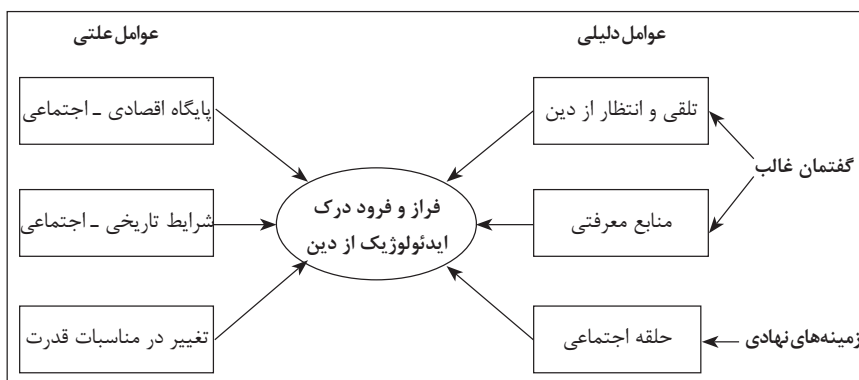 عوامل دلیلی
عوامل علتی
تلقی و انتظار از دین
پایگاه اقصادی ـ اجتماعی
گفتمان غالب
فراز و فرود درک
ایدئولوژیک از دین
منابع معرفتی
شرایط تاریخی ـ اجتماعی
زمینه‌های نهادی
حلقه اجتماعی
تغییر در مناسبات قدرت